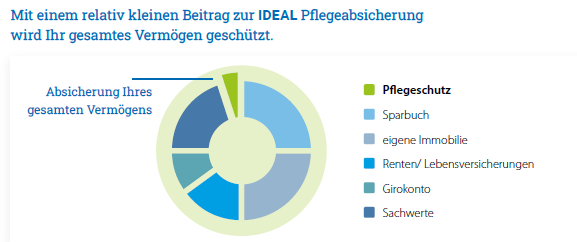 Mit einem relativ kleinen Beitrag zur IDEAL Pflegeabsicherung
wird Ihr gesamtes Vermögen geschützt.
Absicherung Ihres
gesamten Vermögens
Pflegeschutz
Sparbuch
eigene Immobilie
Renten/ Lebensversicherungen
Girokonto
Sachwerte